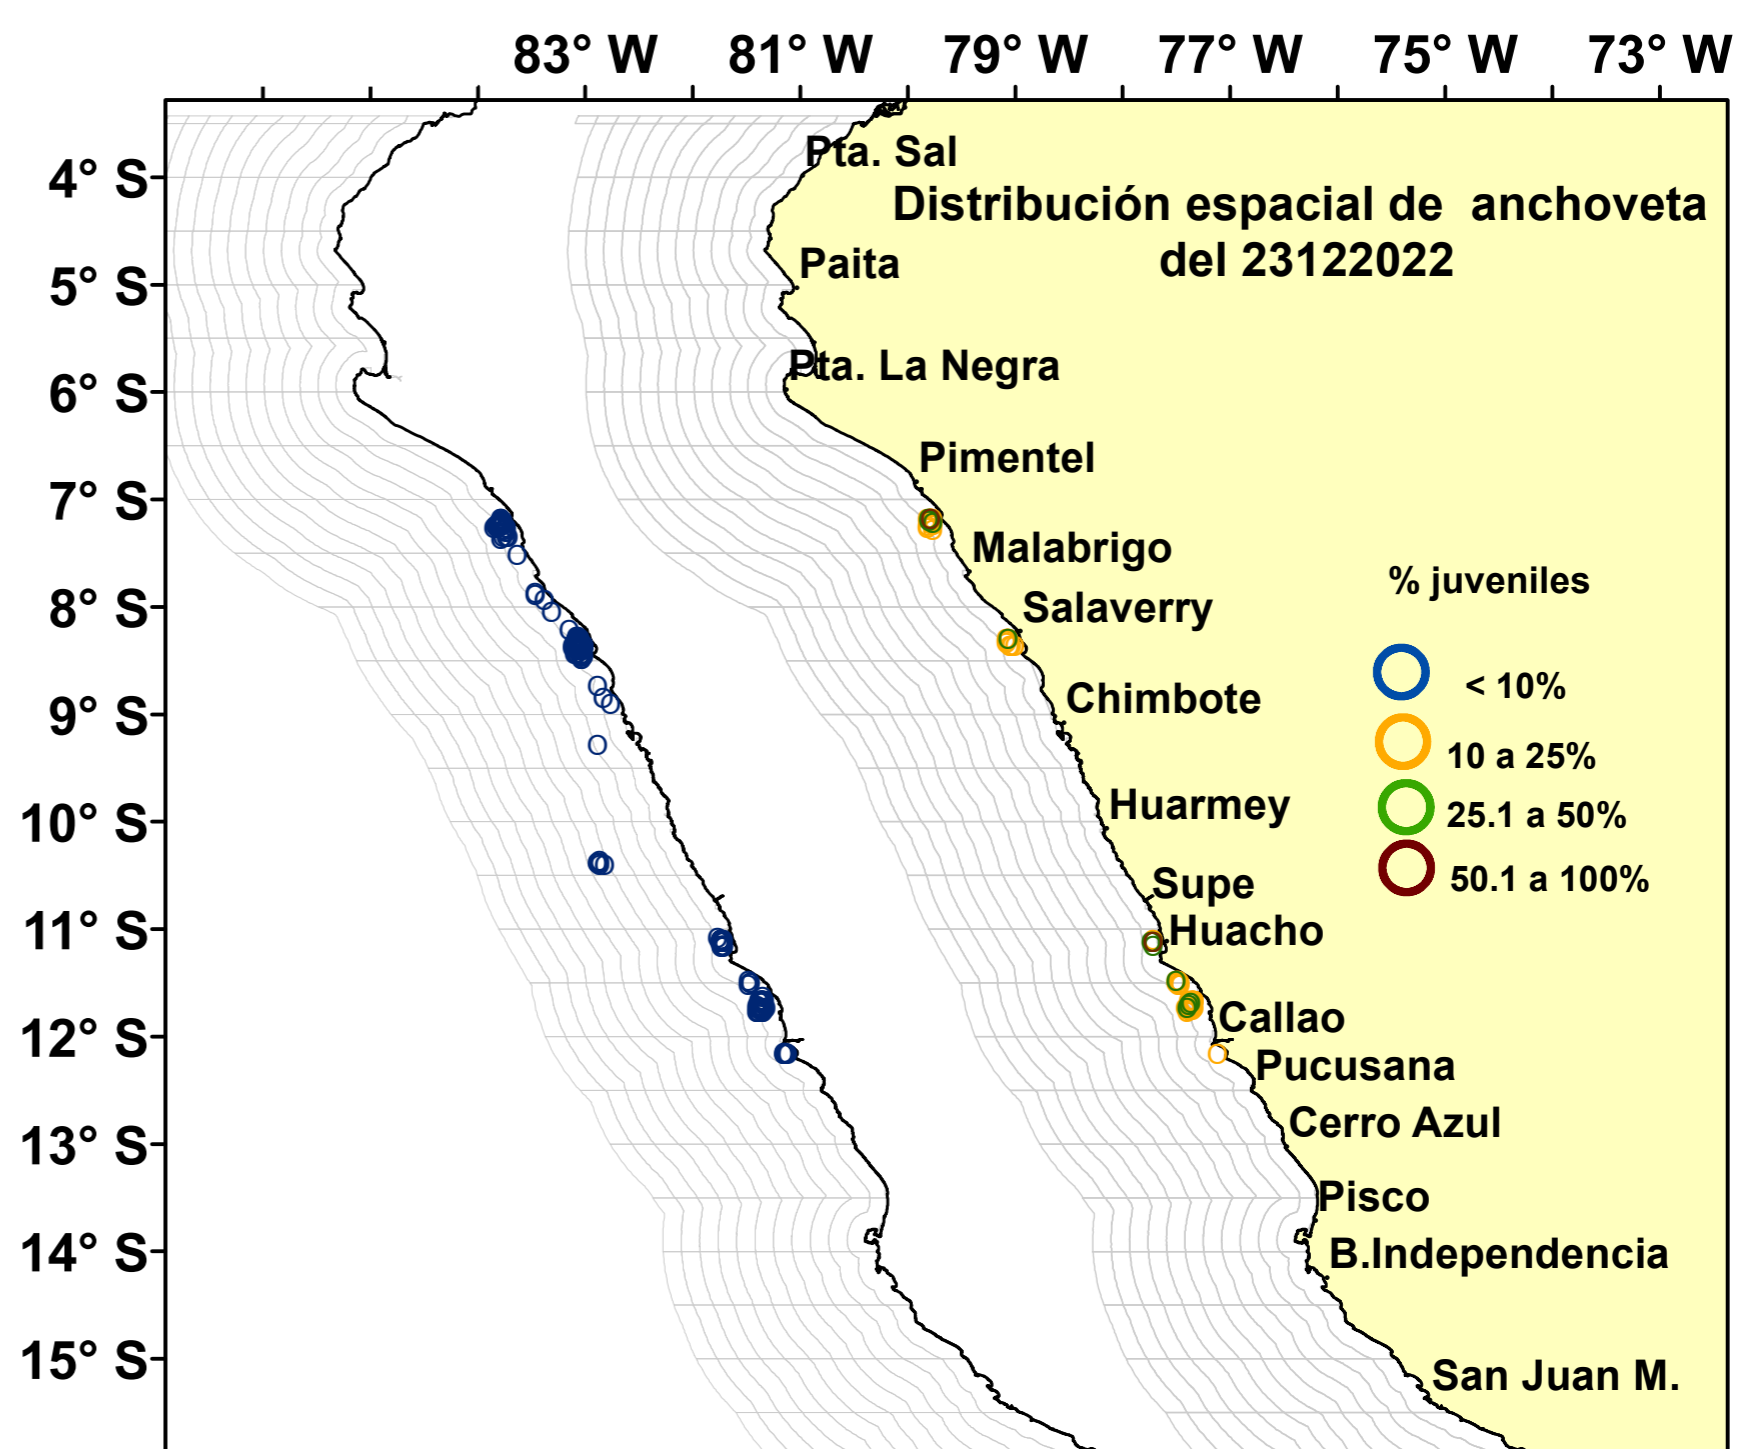 83° W 81° W 79° W 77° W 75° W 73° W
4° S
5° S
6° S
7° S
8° S
9° S
10° S
11° S
12° S
13° S
14° S
15° S
Pta. Sal
Distribución espacial de anchoveta
del 23122022
Paita
Pta. La Negra
Pimentel
Malabrigo
Salaverry
Chimbote
Huarmey
Supe
Huacho
Callao
Pucusana
Cerro Azul
Pisco
B.Independencia
San Juan M.
% juveniles
< 10%
10 a 25%
25.1 a 50%
50.1 a 100%